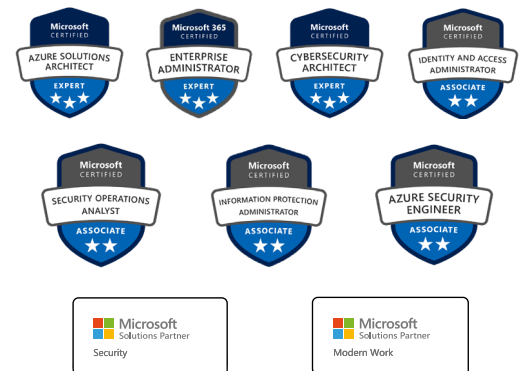 Microsoft
CERTIFIED
AZURE SOLUTIONS
ARCHITECT
EXPERT
Microsoft 365
CERTIFIED
ENTERPRISE
ADMINISTRATOR
EXPERT
Microsoft
CERTIFIED
CYBERSECURITY
ARCHITECT
EXPERT
Microsoft
CERTIFIED
IDENTITY AND ACCESS
ADMINISTRATOR
ASSOCIATE
Microsoft
CERTIFIED
SECURITY OPERATIONS
ANALYST
ASSOCIATE
Microsoft
CERTIFIED
INFORMATION PROTECTION
ADMINISTRATOR
ASSOCIATE
Microsoft
CERTIFIED
AZURE SECURITY
ENGINEER
ASSOCIATE
Microsoft
Solutions Partner
Security
Microsoft
Solutions Partner
Modern Work